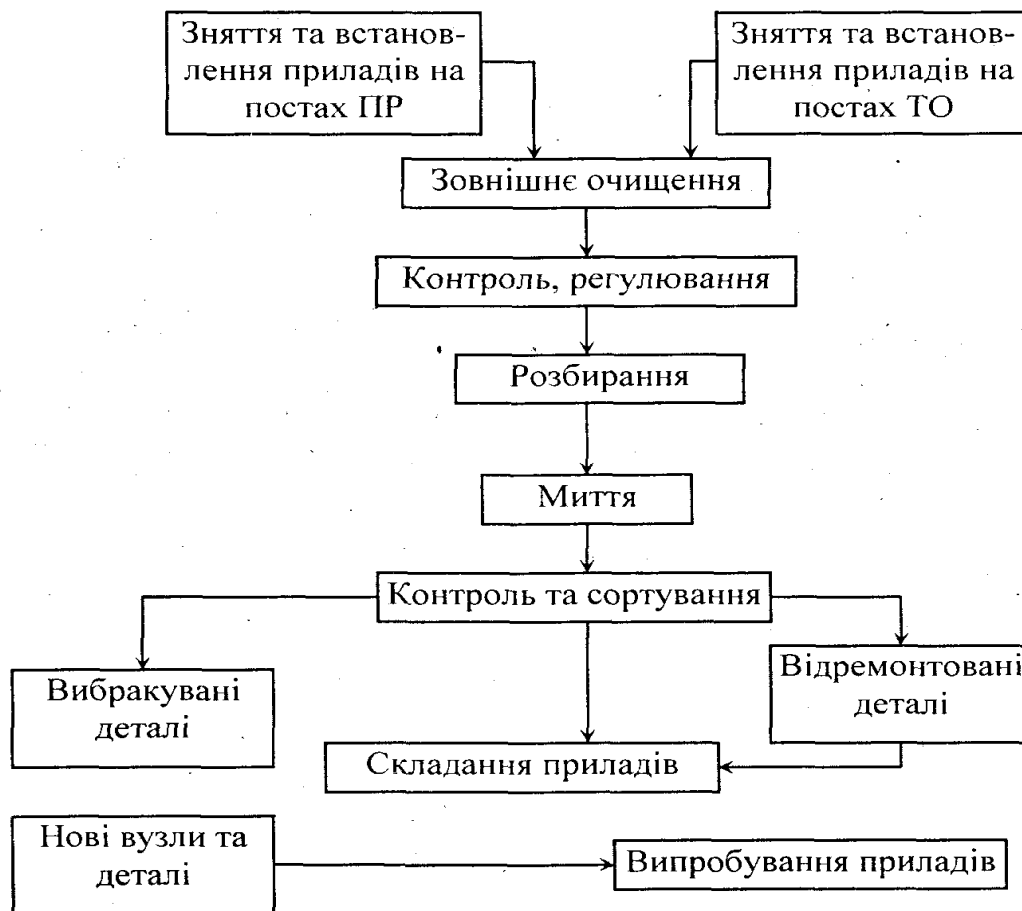 Зняття та встанов-
лення приладів на
постах ПР
Зняття та встанов-
лення приладів на
постах ТО
Зовнішнє очищення
Контроль, регулювання
Розбирання
Миття
Контроль та сортування
Вибракувані
деталі
Відремонтовані
деталі
Складання приладів
Нові вузли та
деталі
Випробування приладів